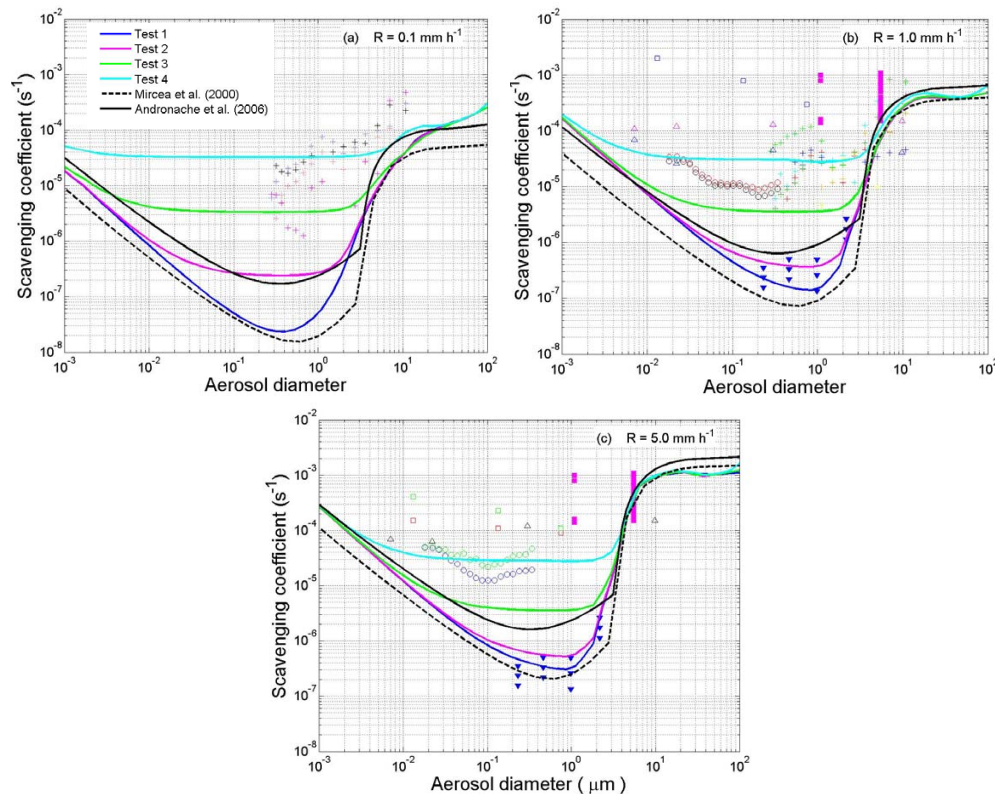 (a) R = 0.1 mm h-1
Test 1
Test 2
Test 3
Test 4
Mircea et al. (2000)
Andronache et al. (2006)
Scavenging coefficient (s-1)
10-2
10-3
10-4
10-5
10-6
10-7
10-8
10-3 10-2 10-1 100 101 102
Aerosol diameter
(b) R = 1.0 mm h-1
Scavenging coefficient (s-1)
10-2
10-3
10-4
10-5
10-6
10-7
10-8
10-3 10-2 10-1 100 101 102
Aerosol diameter
(c) R = 5.0 mm h-1
Scavenging coefficient (s-1)
10-2
10-3
10-4
10-5
10-6
10-7
10-8
10-3 10-2 10-1 100 101 102
Aerosol diameter ( μm )